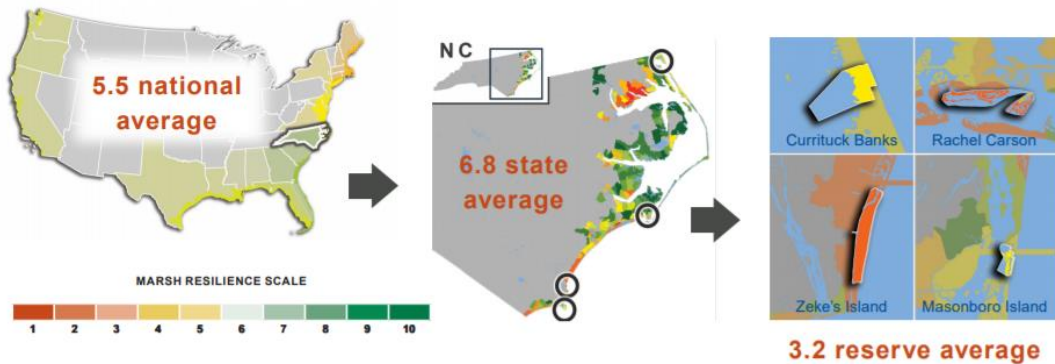 5.5 national
average
MARSH RESILIENCE SCALE
1 2 3 4 5 6 7 8 9 10
N C
6.8 state
average
Currituck Banks
Rachel Carson
Zeke's Island
Masonboro Island
3.2 reserve average